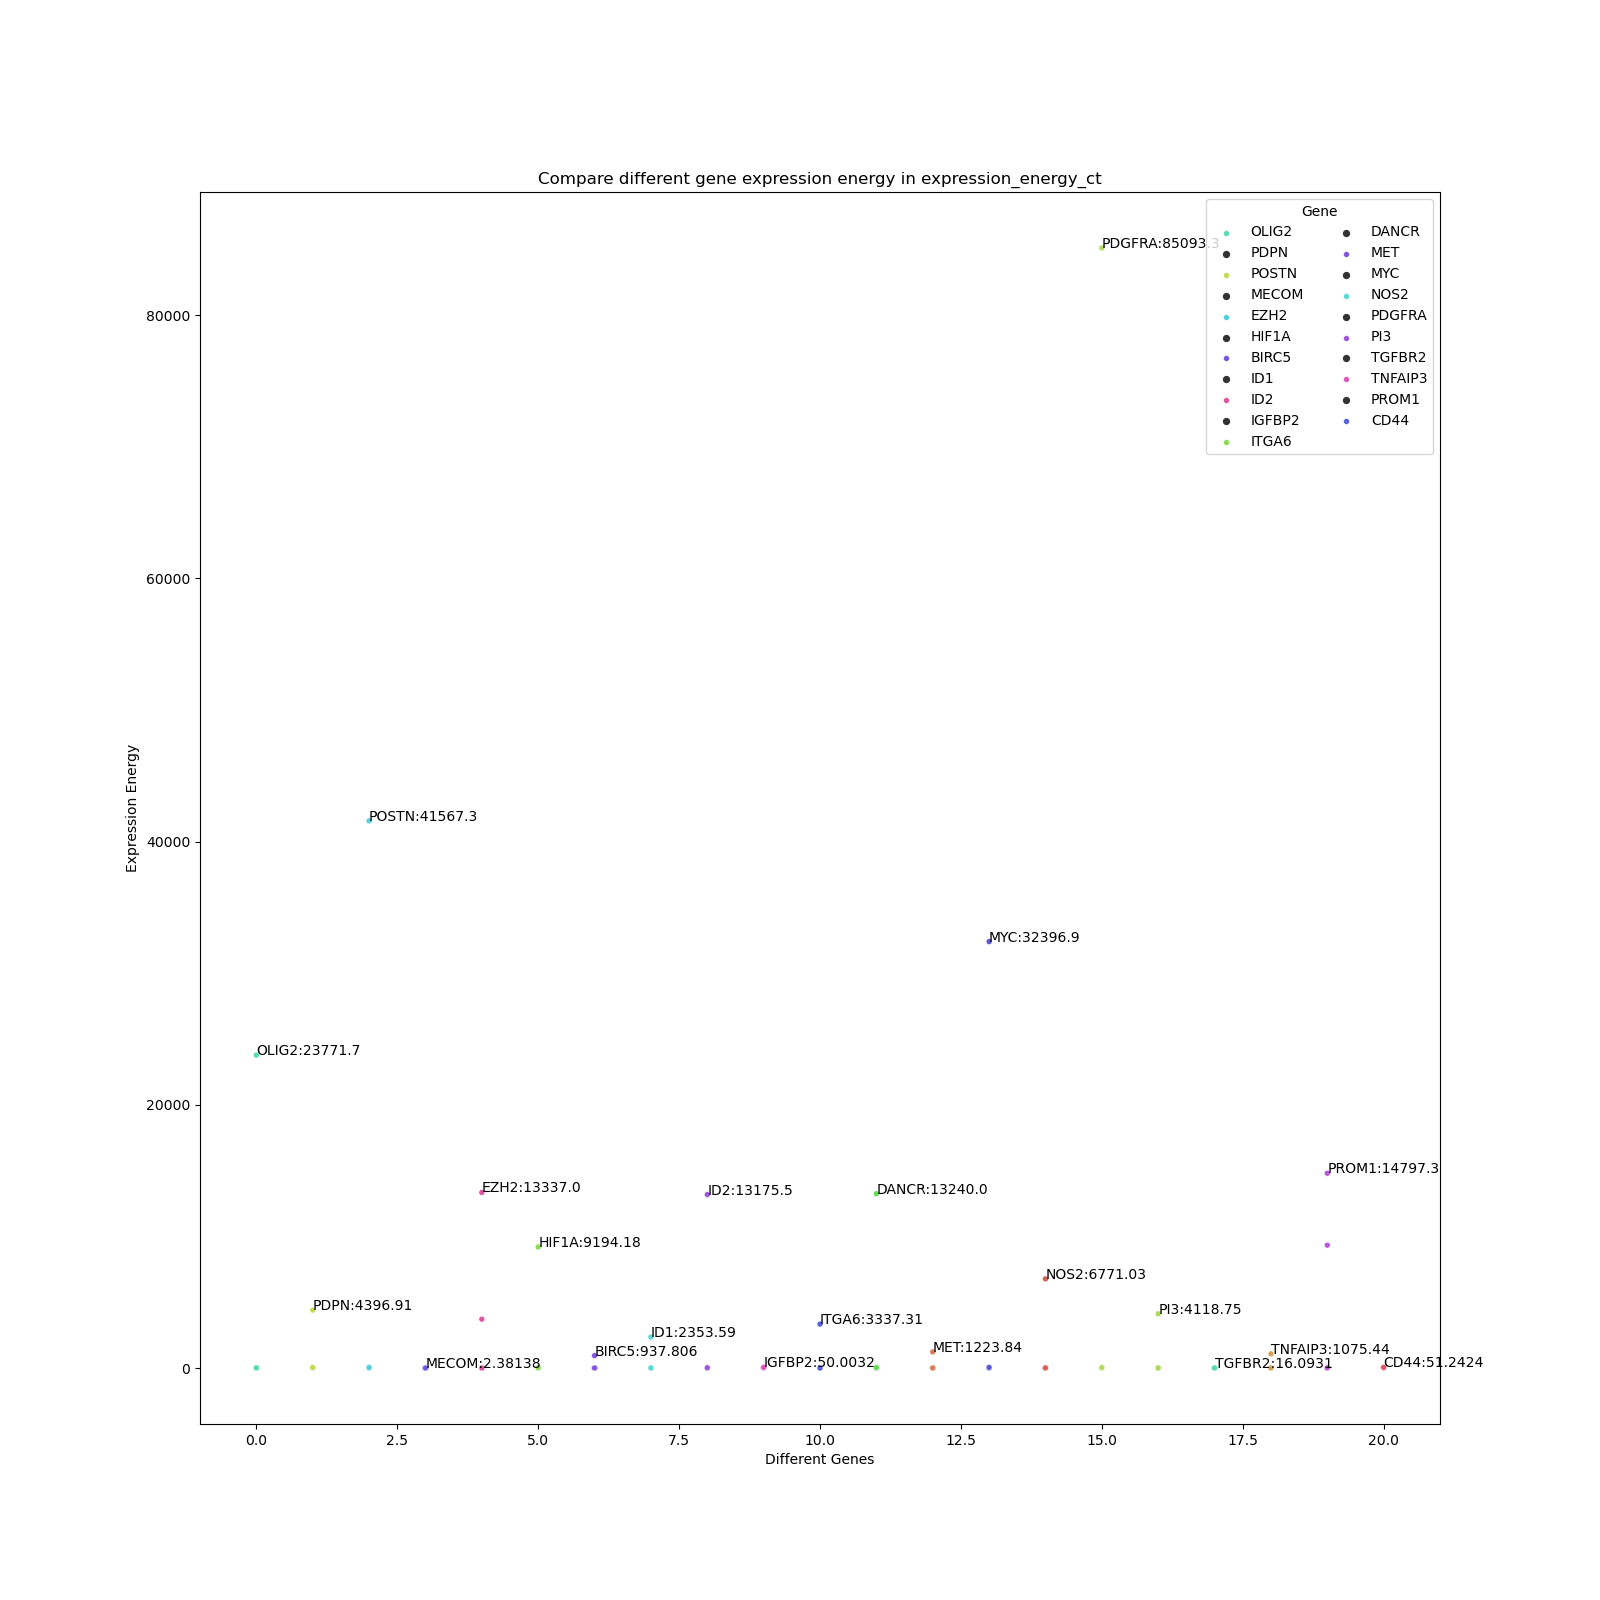 Compare different gene expression energy in expression_energy_ct
Gene
OLIG2
PDPN
POSTN
MECOM
EZH2
HIF1A
BIRC5
ID1
ID2
IGFBP2
ITGA6
DANCR
MET
MYC
NOS2
PDGFRA
PI3
TGFBR2
TNFAIP3
PROM1
CD44
PDGFRA:85093.3
POSTN:41567.3
MYC:32396.9
OLIG2:23771.7
PROM1:14797.3
EZH2:13337.0
ID2:13175.5
DANCR:13240.0
HIF1A:9194.18
NOS2:6771.03
PDPN:4396.91
PI3:4118.75
ITGA6:3337.31
ID1:2353.59
BIRC5:937.806
MET:1223.84
TNFAIP3:1075.44
MECOM:2.38138
IGFBP2:50.0032
TGFBR2:16.0931
CD44:51.2424
80000
60000
40000
20000
0
Expression Energy
0.0
2.5
5.0
7.5
10.0
12.5
15.0
17.5
20.0
Different Genes